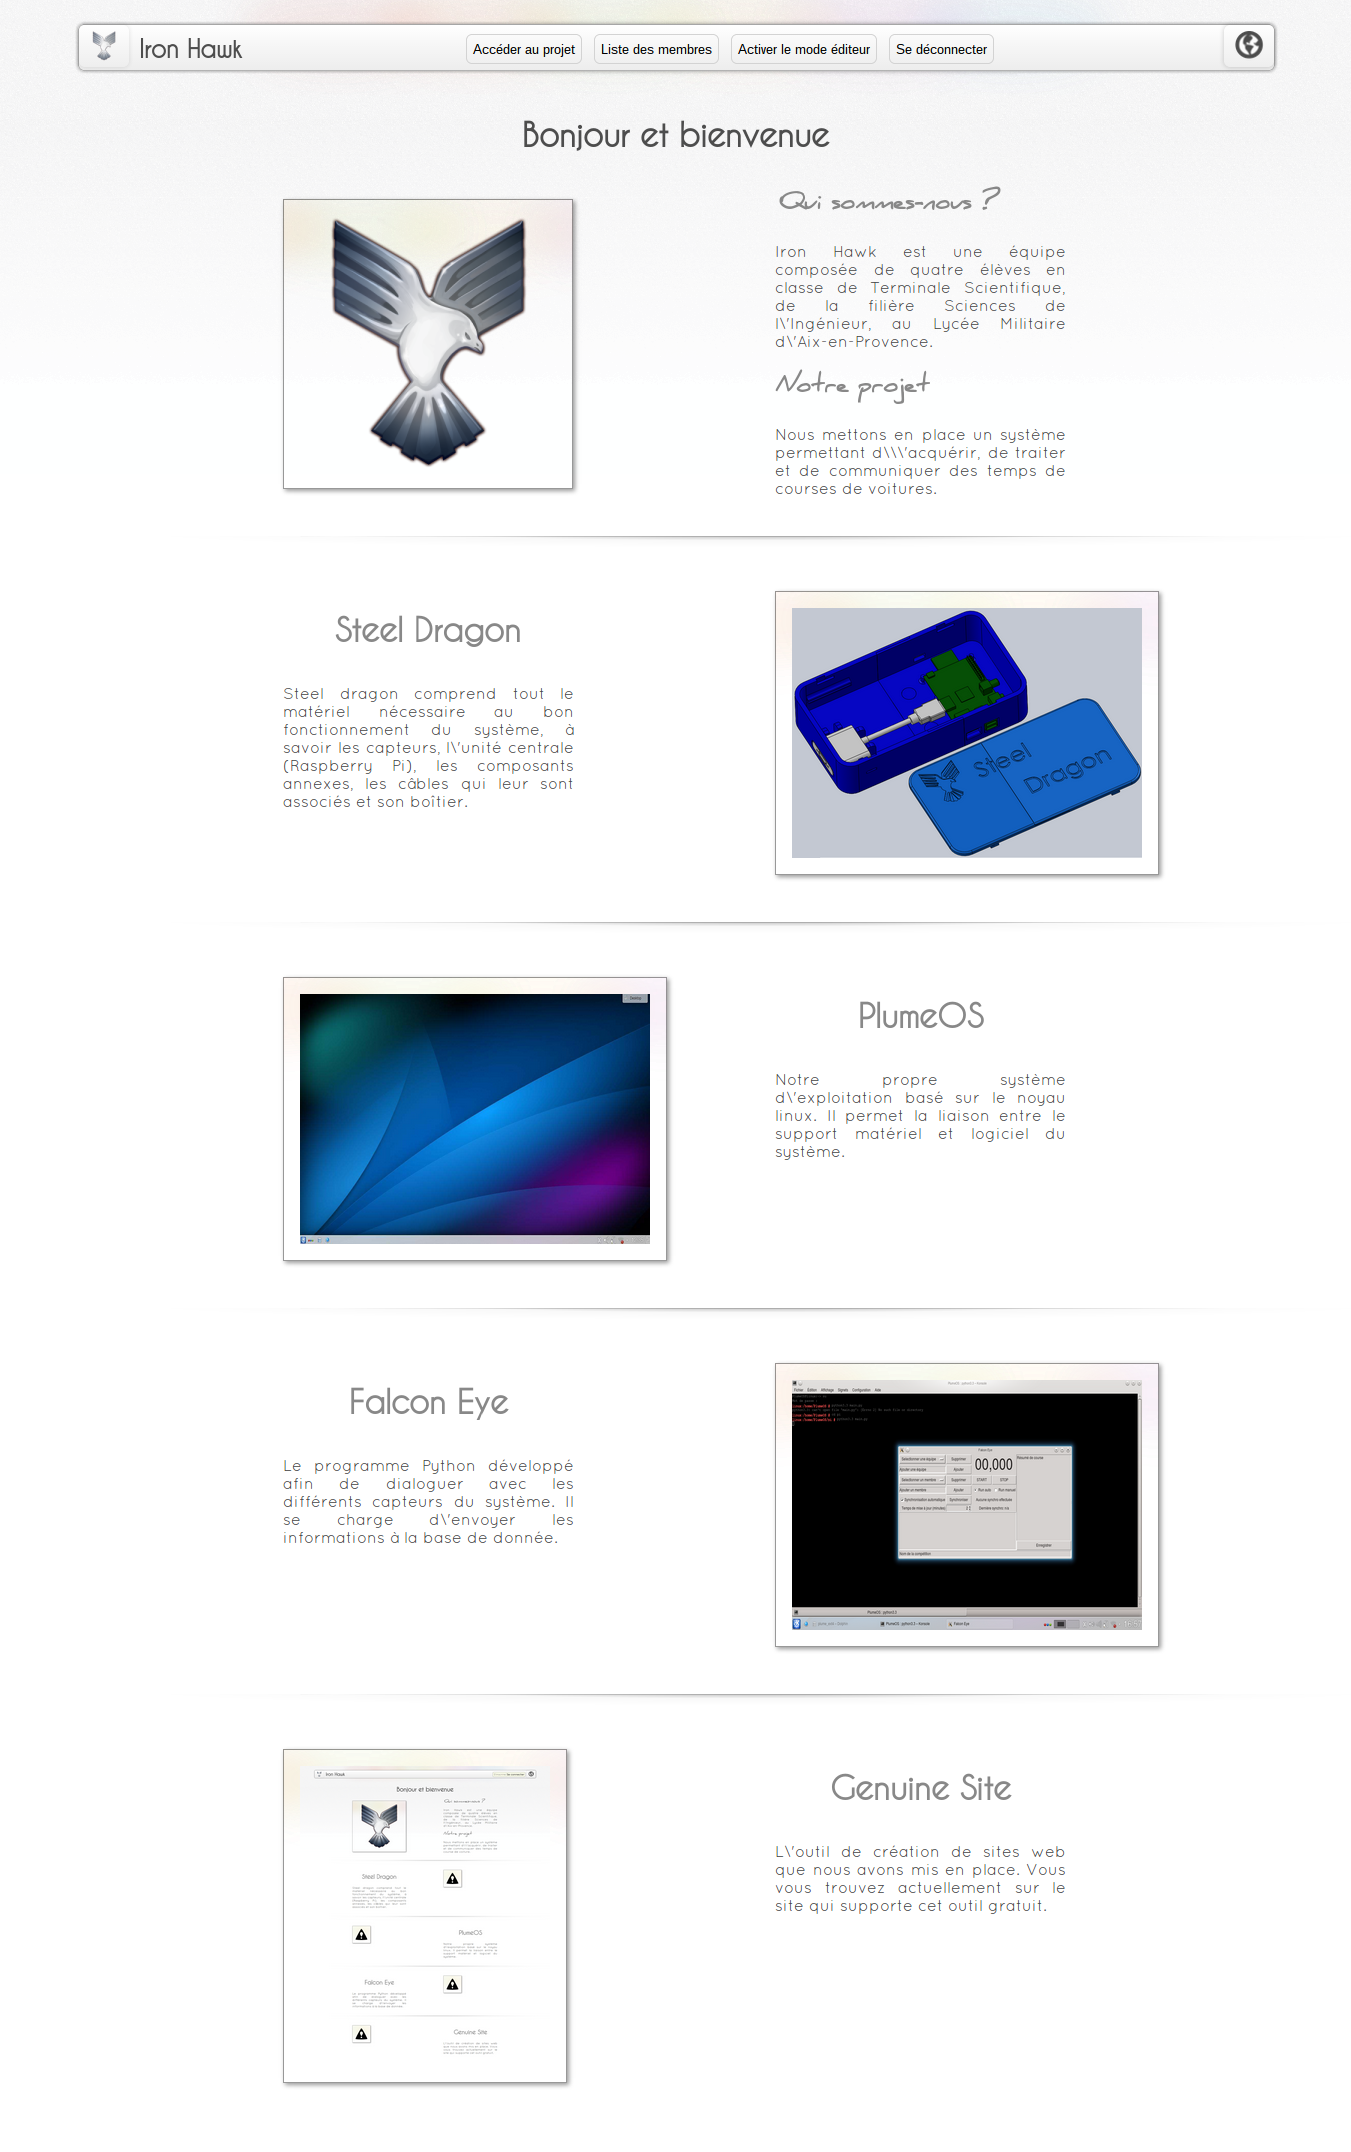 Iron Hawk
Accéder au projet
Liste des membres
Activer le mode éditeur
Se déconnecter
Bonjour et bienvenue
Qui sommes-nous ?
Iron Hawk est une équipe
composée de quatre élèves en
classe de Terminale Scientifique,
de la filière Sciences de
l\'Ingénieur, au Lycée Militaire
d\'Aix-en-Provence.
Notre projet
Nous mettons en place un système
permettant d\\\'acquérir, de traiter
et de communiquer des temps de
courses de voitures.
Steel Dragon
Steel dragon comprend tout le
matériel nécessaire au bon
fonctionnement du système, à
savoir les capteurs, l\'unité centrale
(Raspberry Pi), les composants
annexes, les câbles qui leur sont
associés et son boîtier.
Steel
Dragon
PlumeOS
Notre propre système
d\'exploitation basé sur le noyau
linux. Il permet la liaison entre le
support matériel et logiciel du
système.
Falcon Eye
Le programme Python développé
afin de dialoguer avec les
différents capteurs du système. Il
se charge d\'envoyer les
informations à la base de donnée.
Falcon Eye
00,000
START
STOP
Genuine Site
L\'outil de création de sites web
que nous avons mis en place. Vous
vous trouvez actuellement sur le
site qui supporte cet outil gratuit.
Iron Hawk
Bonjour et bienvenue
Qui sommes-nous ?
Notre projet
Steel Dragon
PlumeOS
Falcon Eye
Genuine Site